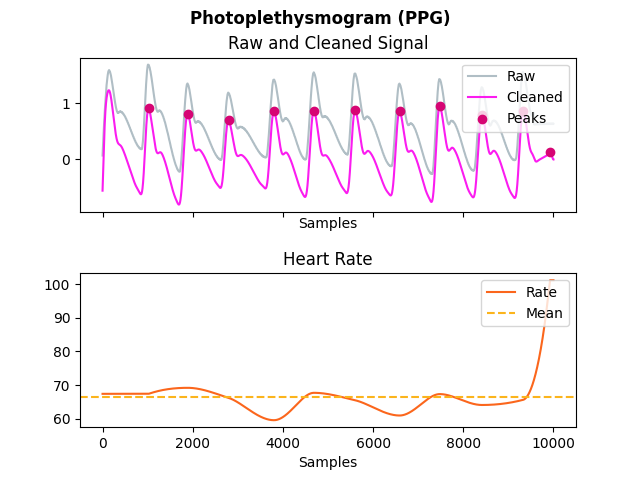 Photoplethysmogram (PPG)
Raw and Cleaned Signal
1
0
Raw
Cleaned
Peaks
Samples
Heart Rate
100
90
80
70
60
Rate
Mean
0 2000 4000 6000 8000 10000
Samples